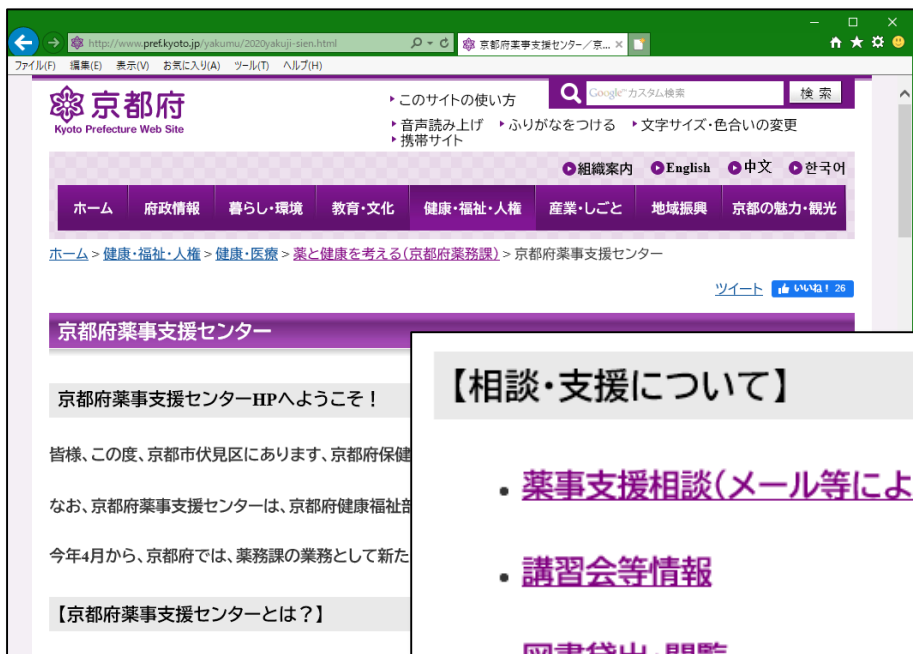 http://www.pref.kyoto.jp/yakumu/2020yakuji-sien.html
京都府薬事支援センター／京...
ファイル(F) 編集(E) 表示(V) お気に入り(A) ツール(T) ヘルプ(H)
京都府
Kyoto Prefecture Web Site
このサイトの使い方
Google™カスタム検索
検 索
音声読み上げ ふりがなをつける 文字サイズ・色合いの変更
携帯サイト
組織案内 English 中文 한국어
ホーム 府政情報 暮らし・環境 教育・文化 健康・福祉・人権 産業・しごと 地域振興 京都の魅力・観光
ホーム > 健康・福祉・人権 > 健康・医療 > 薬と健康を考える(京都府薬務課) > 京都府薬事支援センター
ツイート いいね！ 26
京都府薬事支援センター
京都府薬事支援センターHPへようこそ！
皆様、この度、京都市伏見区にあります、京都府保健
なお、京都府薬事支援センターは、京都府健康福祉部
今年4月から、京都府では、薬務課の業務として新た
【京都府薬事支援センターとは？】
【相談・支援について】
・薬事支援相談(メール等によ
・講習会等情報
図書貸出・閲覧